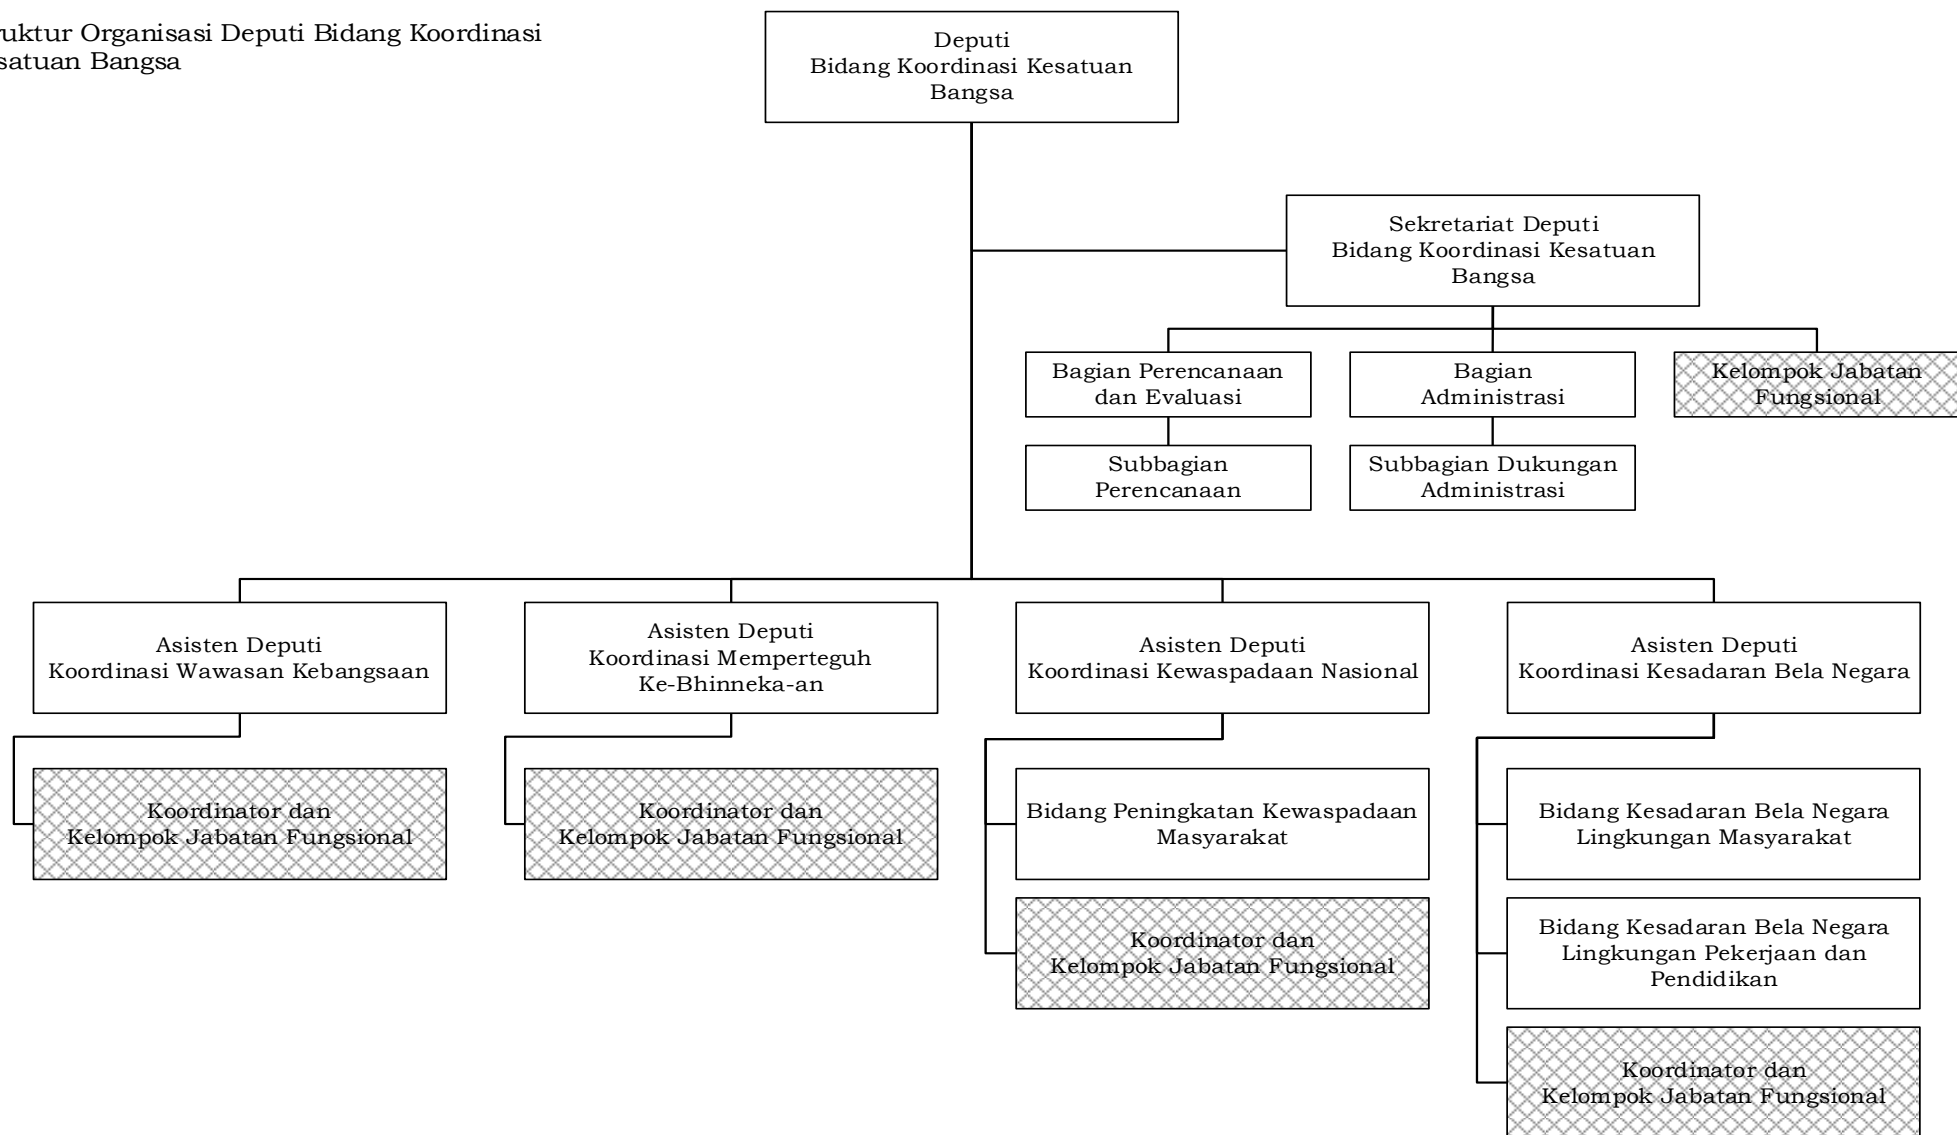 ruktur Organisasi Deputi Bidang Koordinasi
esatuan Bangsa
Deputi
Bidang Koordinasi Kesatuan
Bangsa
Sekretariat Deputi
Bidang Koordinasi Kesatuan
Bangsa
Bagian Perencanaan
dan Evaluasi
Bagian
Administrasi
Kelompok Jabatan
Fungsional
Subbagian
Perencanaan
Subbagian Dukungan
Administrasi
Asisten Deputi
Koordinasi Wawasan Kebangsaan
Asisten Deputi
Koordinasi Memperteguh
Ke-Bhinneka-an
Asisten Deputi
Koordinasi Kewaspadaan Nasional
Asisten Deputi
Koordinasi Kesadaran Bela Negara
Koordinator dan
Kelompok Jabatan Fungsional
Koordinator dan
Kelompok Jabatan Fungsional
Bidang Peningkatan Kewaspadaan
Masyarakat
Bidang Kesadaran Bela Negara
Lingkungan Masyarakat
Koordinator dan
Kelompok Jabatan Fungsional
Bidang Kesadaran Bela Negara
Lingkungan Pekerjaan dan
Pendidikan
Koordinator dan
Kelompok Jabatan Fungsional